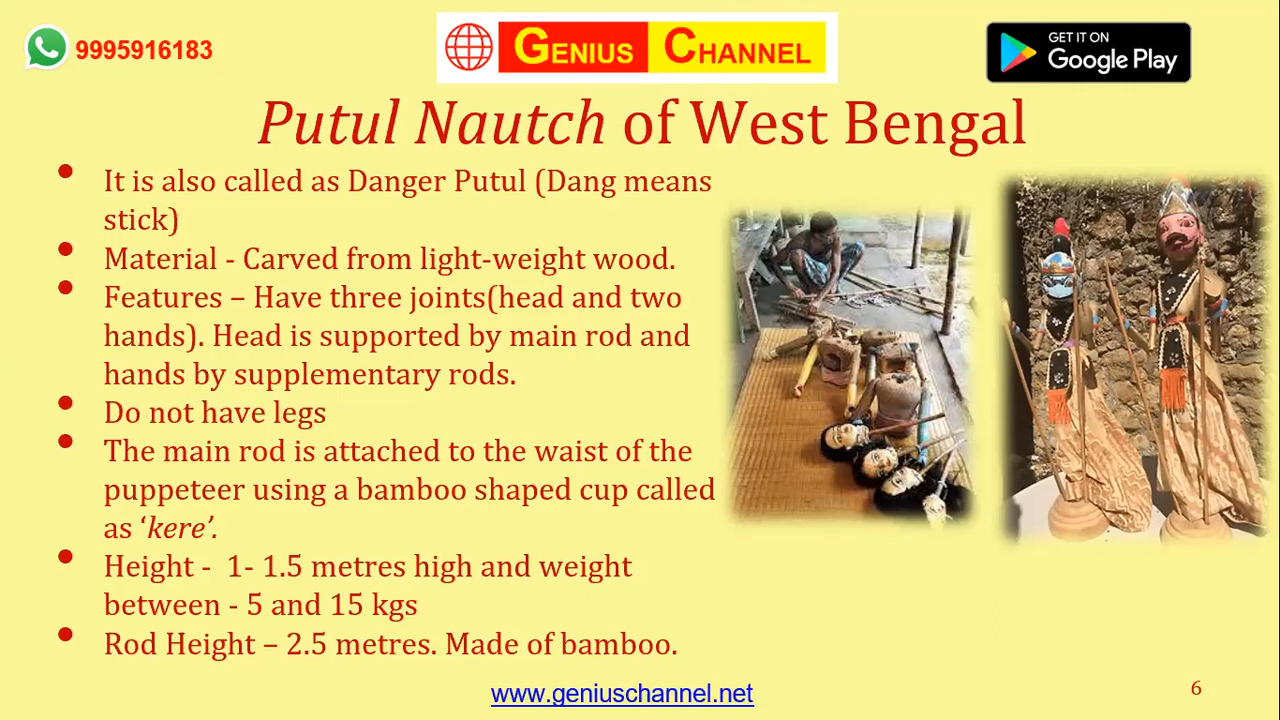 9995916183
GENIUS CHANNEL
GET IT ON
Google Play
Putul Nautch of West Bengal
• It is also called as Danger Putul (Dang means
stick)
• Material - Carved from light-weight wood.
• Features – Have three joints(head and two
hands). Head is supported by main rod and
hands by supplementary rods.
• Do not have legs
• The main rod is attached to the waist of the
puppeteer using a bamboo shaped cup called
as ‘kere’.
• Height -  1- 1.5 metres high and weight
between - 5 and 15 kgs
• Rod Height – 2.5 metres. Made of bamboo.
www.geniuschannel.net
6